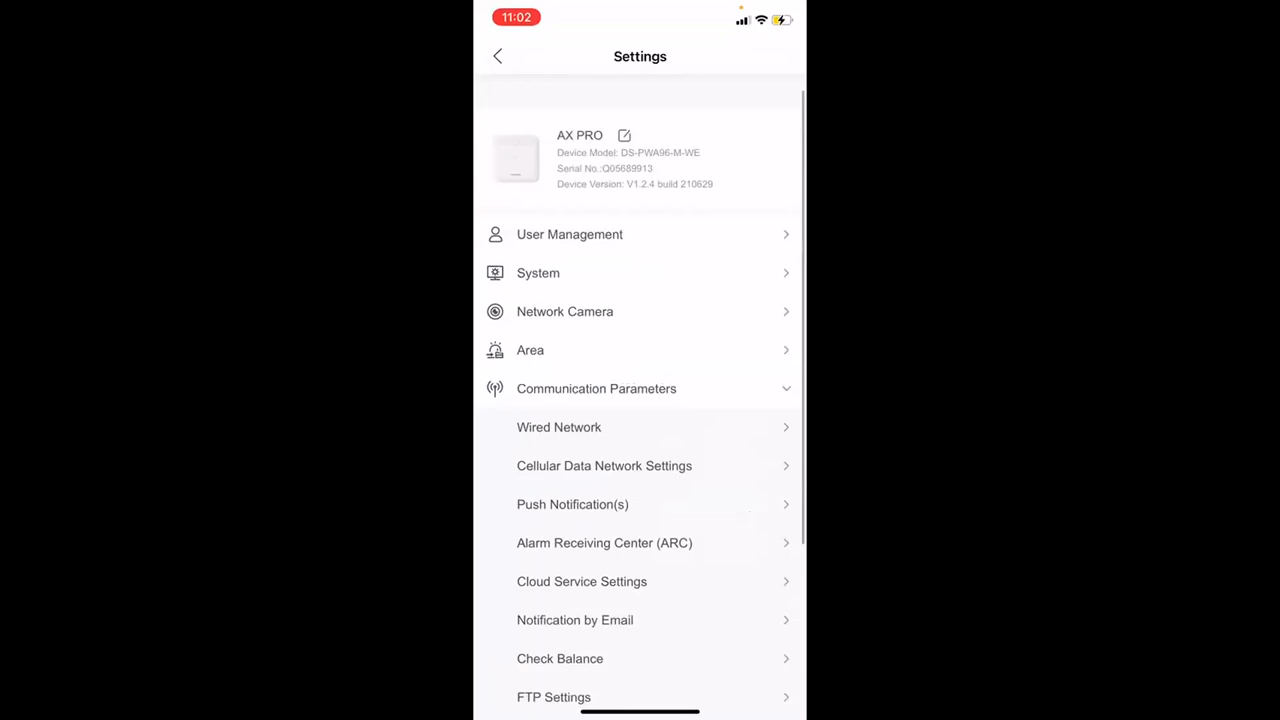 11:02
Settings
AX PRO
Device Model: DS-PWA96-M-WE
Serial No.:Q05689913
Device Version: V1.2.4 build 210629
User Management
System
Network Camera
Area
Communication Parameters
Wired Network
Cellular Data Network Settings
Push Notification(s)
Alarm Receiving Center (ARC)
Cloud Service Settings
Notification by Email
Check Balance
FTP Settings